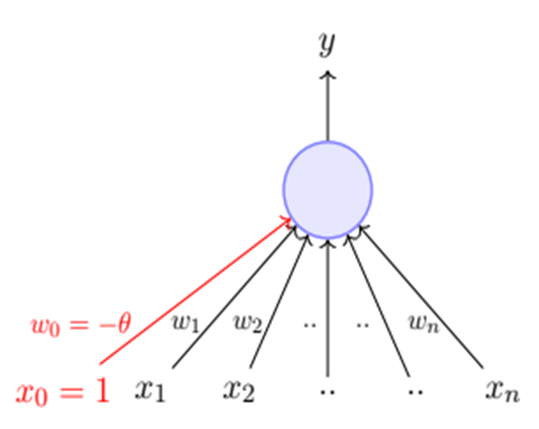 y
w₀ = −θ w₁ w₂ .. .. wₙ
x₀ = 1 x₁ x₂ .. .. xₙ